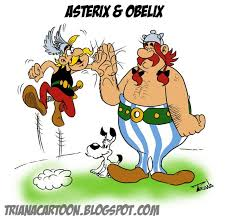 ASTERIX & OBELIX
TRIANACARTOON.BLOGSPOT.COM